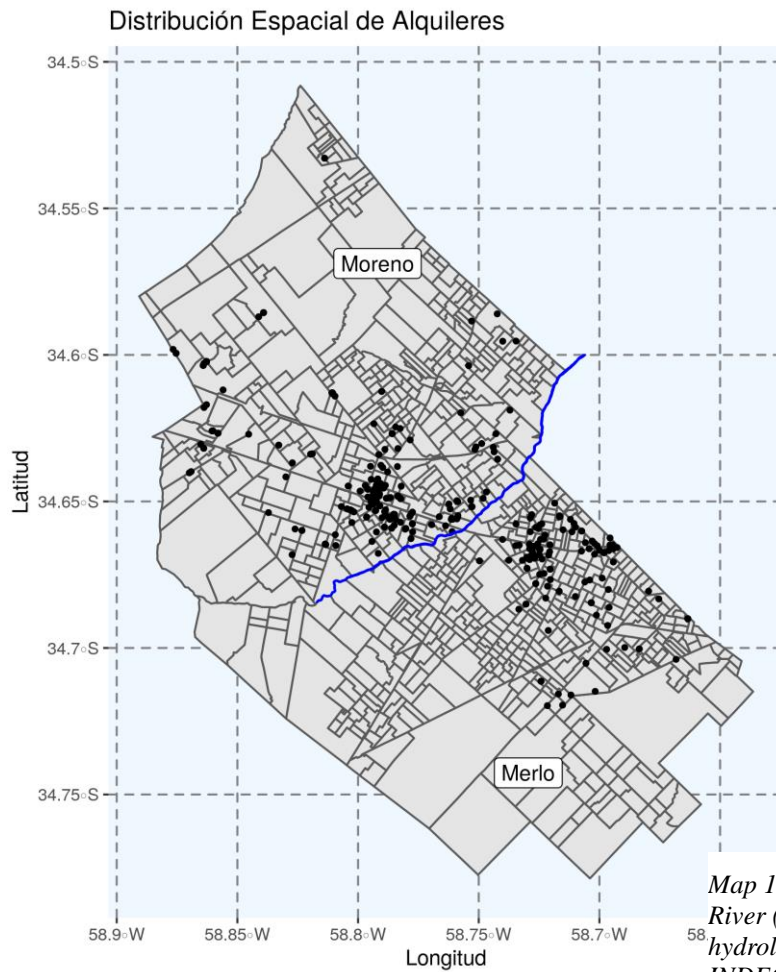 Distribución Espacial de Alquileres
34.5°S
34.55°S
Moreno
34.6°S
Latitud
34.65°S
34.7°S
Merlo
34.75°S
58.9°W
58.85°W
58.8°W
58.75°W
58.7°W
58.
Longitud
Map 1
River (
hydrol